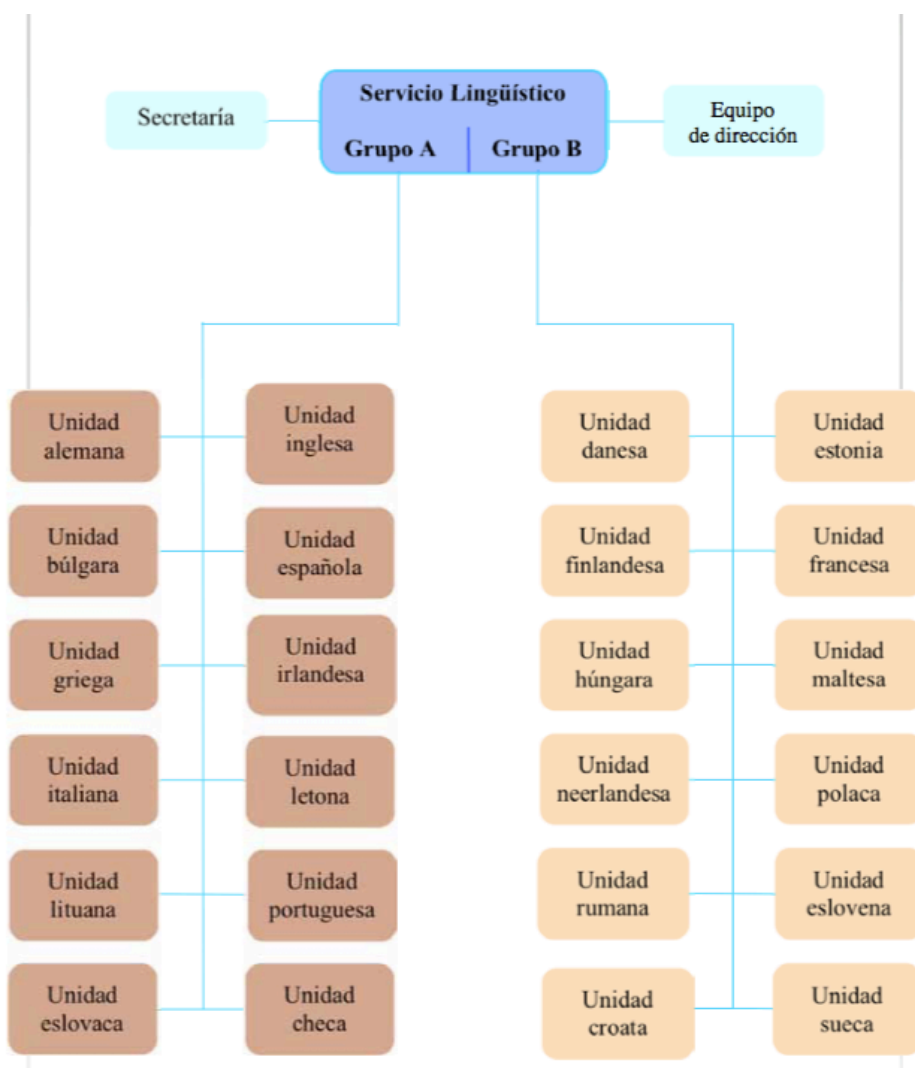 Servicio Lingüístico
Secretaría
Equipo
de dirección
Grupo A
Grupo B
Unidad
alemana
Unidad
inglesa
Unidad
danesa
Unidad
estonia
Unidad
búlgara
Unidad
española
Unidad
finlandesa
Unidad
francesa
Unidad
griega
Unidad
irlandesa
Unidad
húngara
Unidad
maltesa
Unidad
italiana
Unidad
letona
Unidad
neerlandesa
Unidad
polaca
Unidad
lituana
Unidad
portuguesa
Unidad
rumana
Unidad
eslovena
Unidad
eslovaca
Unidad
checa
Unidad
croata
Unidad
sueca